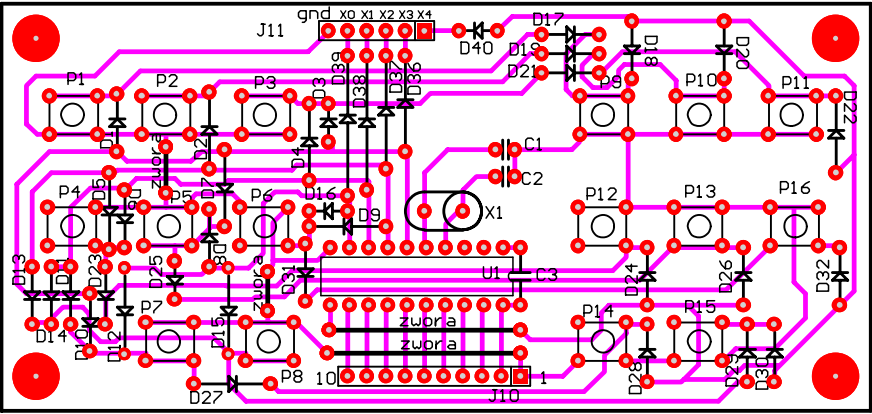 gnd X0 X1 X2 X3 X4
J11
D17
D40
D19
D21
D18
D20
P1
P2
P3
D3
D39
D38
D37
D36
P9
P10
P11
D22
D2
D4
zwora
D7
C1
C2
P4
D5
P5
P6
D16
D9
X1
P12
P13
P16
D13
D23
D25
D8
zwora
D31
U1
C3
D24
D26
D32
D14
D10
D12
P7
D15
P8
zwora
zwora
P14
P15
D28
D29
D30
D27
10
1
J10